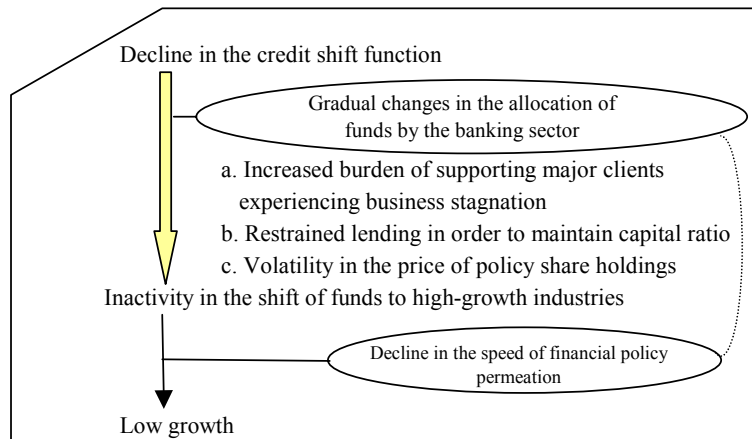 Decline in the credit shift function
Gradual changes in the allocation of
funds by the banking sector
a. Increased burden of supporting major clients
experiencing business stagnation
b. Restrained lending in order to maintain capital ratio
c. Volatility in the price of policy share holdings
Inactivity in the shift of funds to high-growth industries
Decline in the speed of financial policy
permeation
Low growth